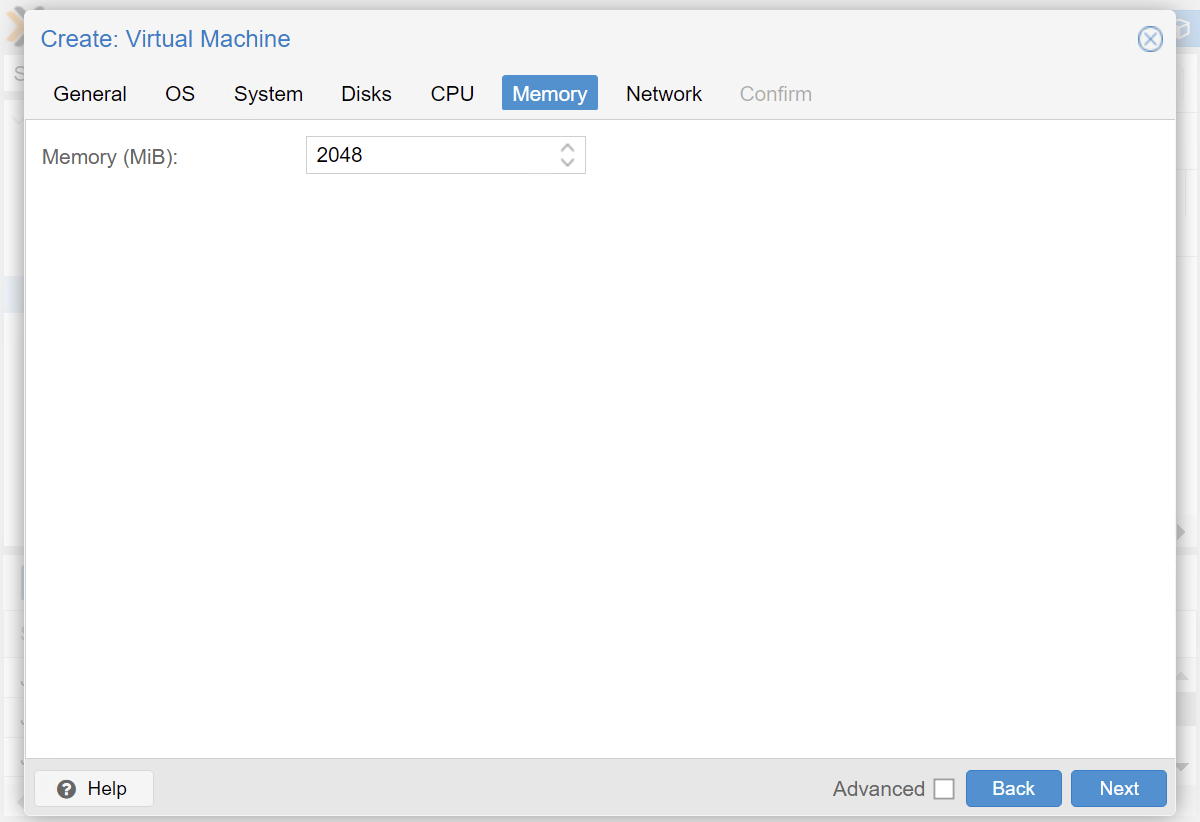 Create: Virtual Machine
General OS System Disks CPU Memory Network Confirm
Memory (MiB): 2048
Help Advanced Back Next